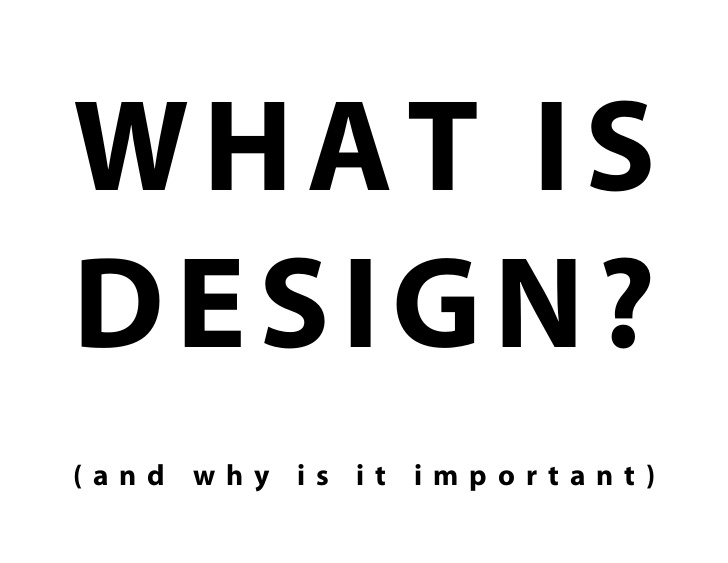 WHAT IS
DESIGN?
(and why is it important)